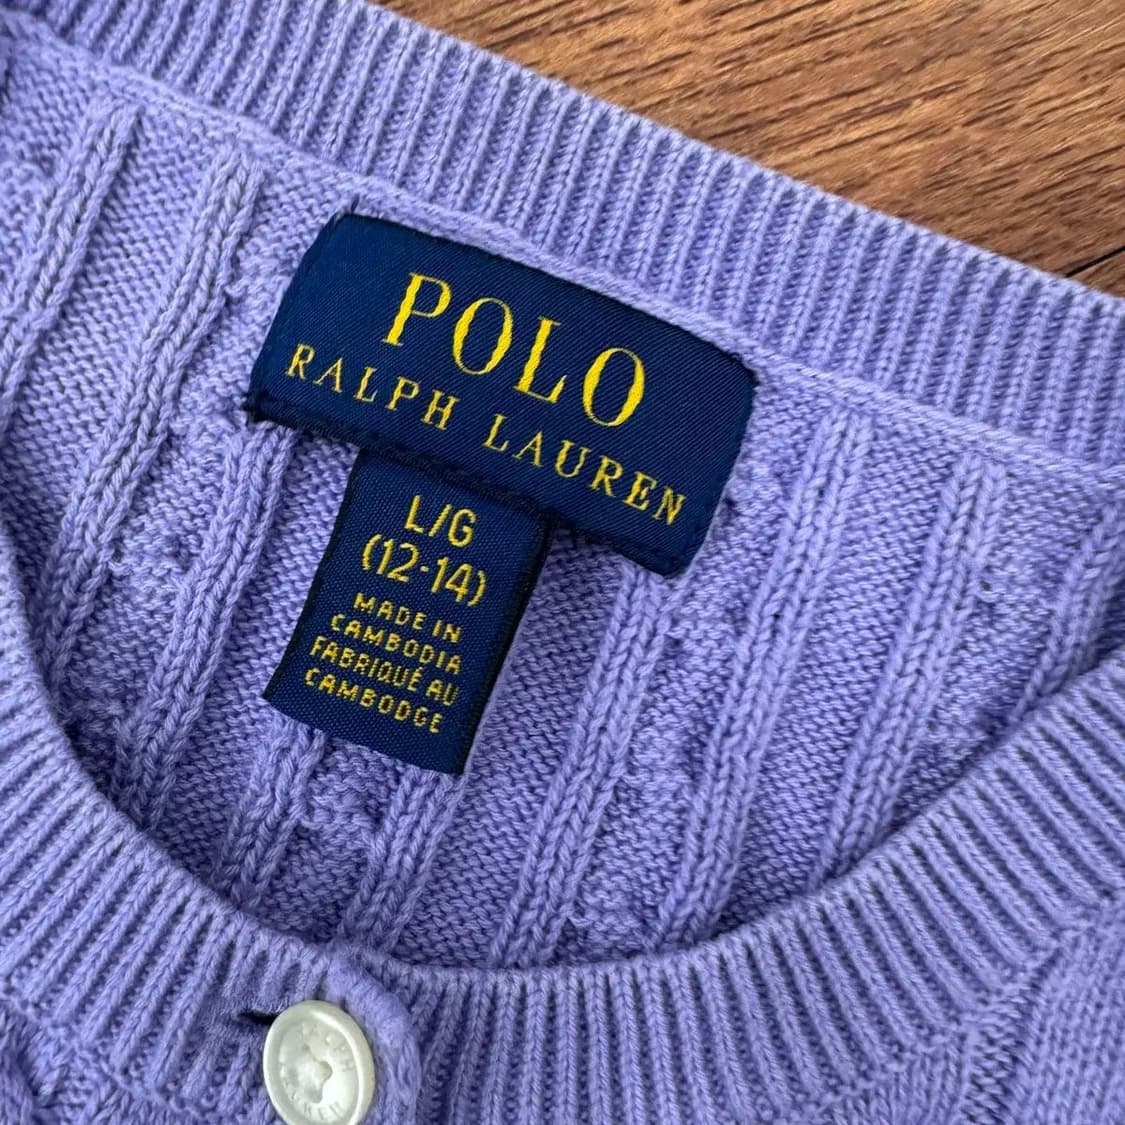 POLO
RALPH LAUREN
L/G
(12-14)
MADE IN
CAMBODIA
FABRIQUÉ AU
CAMBODGE